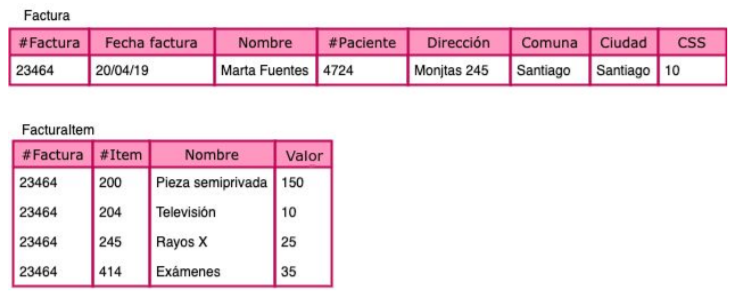 Factura
#Factura Fecha factura Nombre #Paciente Dirección Comuna Ciudad CSS
23464 20/04/19 Marta Fuentes 4724 Monjtas 245 Santiago Santiago 10
FacturaItem
#Factura #Item Nombre Valor
23464 200 Pieza semiprivada 150
23464 204 Televisión 10
23464 245 Rayos X 25
23464 414 Exámenes 35